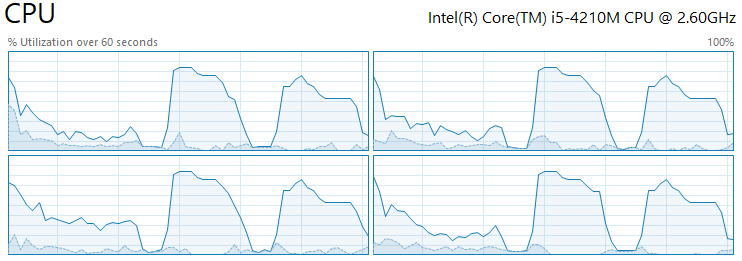 CPU
Intel(R) Core(TM) i5-4210M CPU @ 2.60GHz
% Utilization over 60 seconds
100%